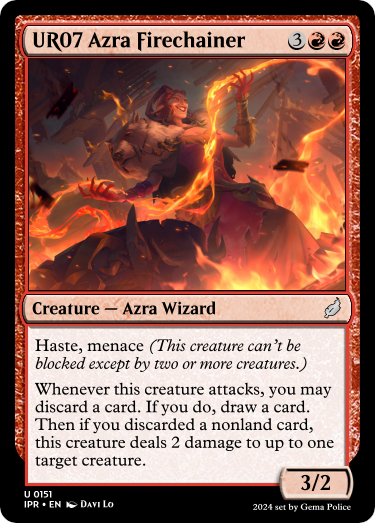 UR07 Azra Firechainer 3
Creature — Azra Wizard
Haste, menace (This creature can't be
blocked except by two or more creatures.)
Whenever this creature attacks, you may
discard a card. If you do, draw a card.
Then if you discarded a nonland card,
this creature deals 2 damage to up to one
target creature.
3/2
U 0151
IPR • EN Davi Lo
2024 set by Gema Police